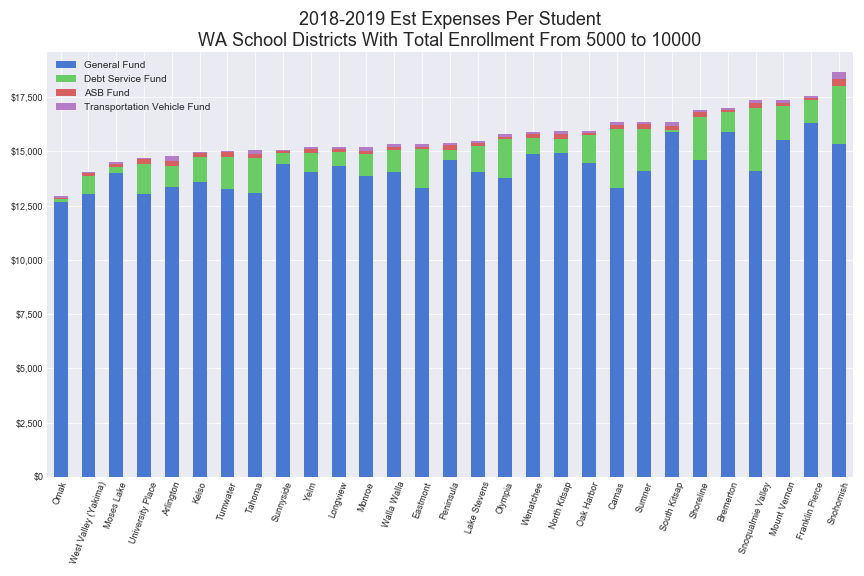 2018-2019 Est Expenses Per Student
WA School Districts With Total Enrollment From 5000 to 10000
General Fund
Debt Service Fund
ASB Fund
Transportation Vehicle Fund
$17,500
$15,000
$12,500
$10,000
$7,500
$5,000
$2,500
$0
Omak
West Valley (Yakima)
Moses Lake
University Place
Arlington
Kelso
Tumwater
Tahoma
Sunnyside
Yelm
Longview
Monroe
Walla Walla
Eastmont
Peninsula
Lake Stevens
Olympia
Wenatchee
North Kitsap
Oak Harbor
Camas
Sumner
South Kitsap
Shoreline
Bremerton
Snoqualmie Valley
Mount Vernon
Franklin Pierce
Snohomish